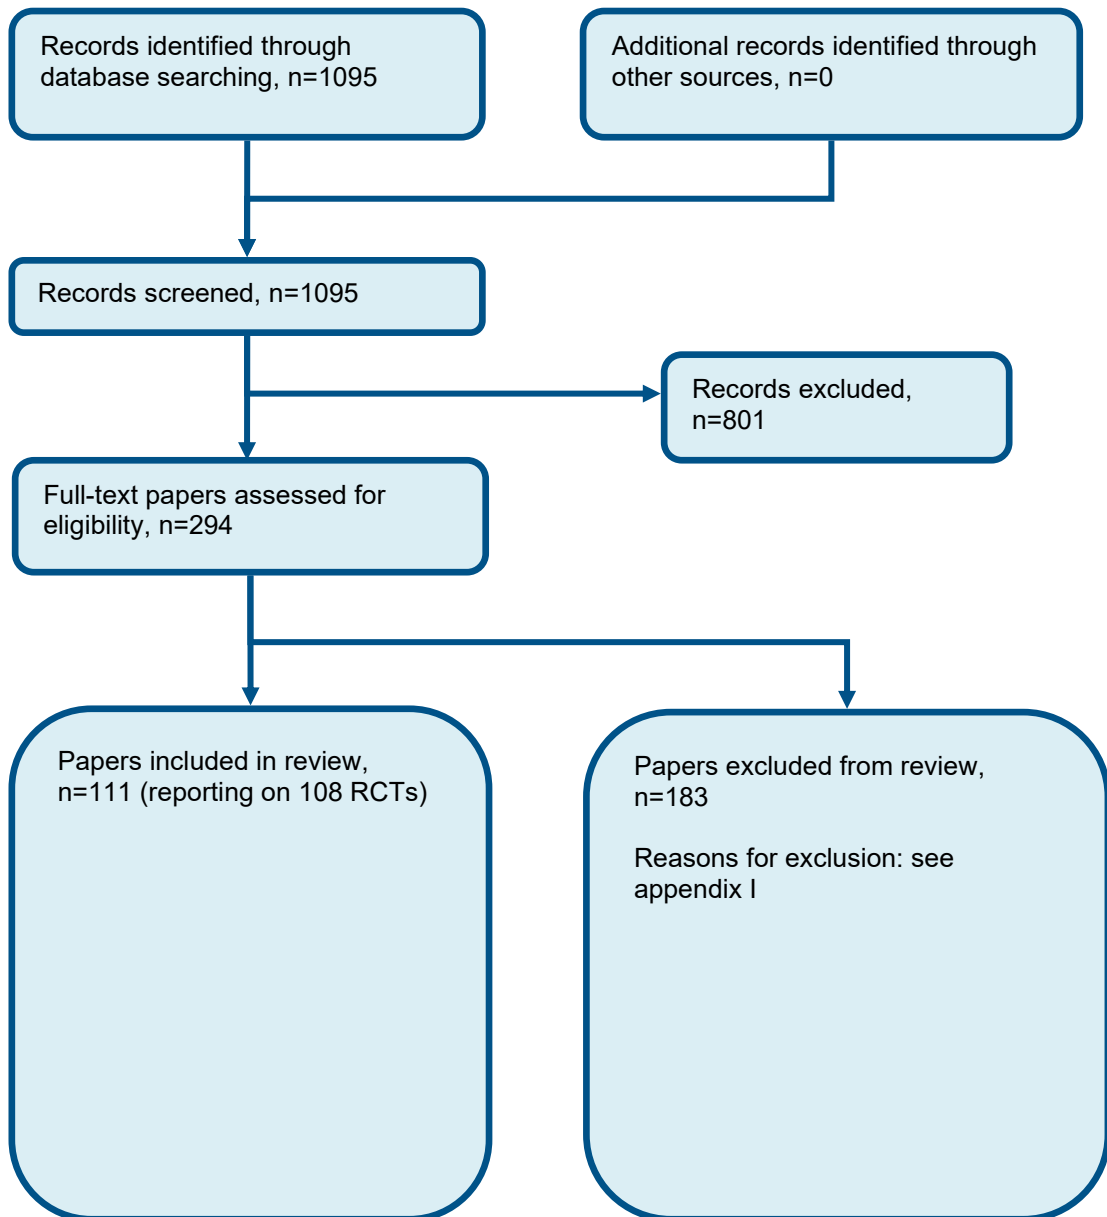 Records identified through
database searching, n=1095
Additional records identified through
other sources, n=0
Records screened, n=1095
Records excluded,
n=801
Full-text papers assessed for
eligibility, n=294
Papers included in review,
n=111 (reporting on 108 RCTs)
Papers excluded from review,
n=183
Reasons for exclusion: see
appendix I